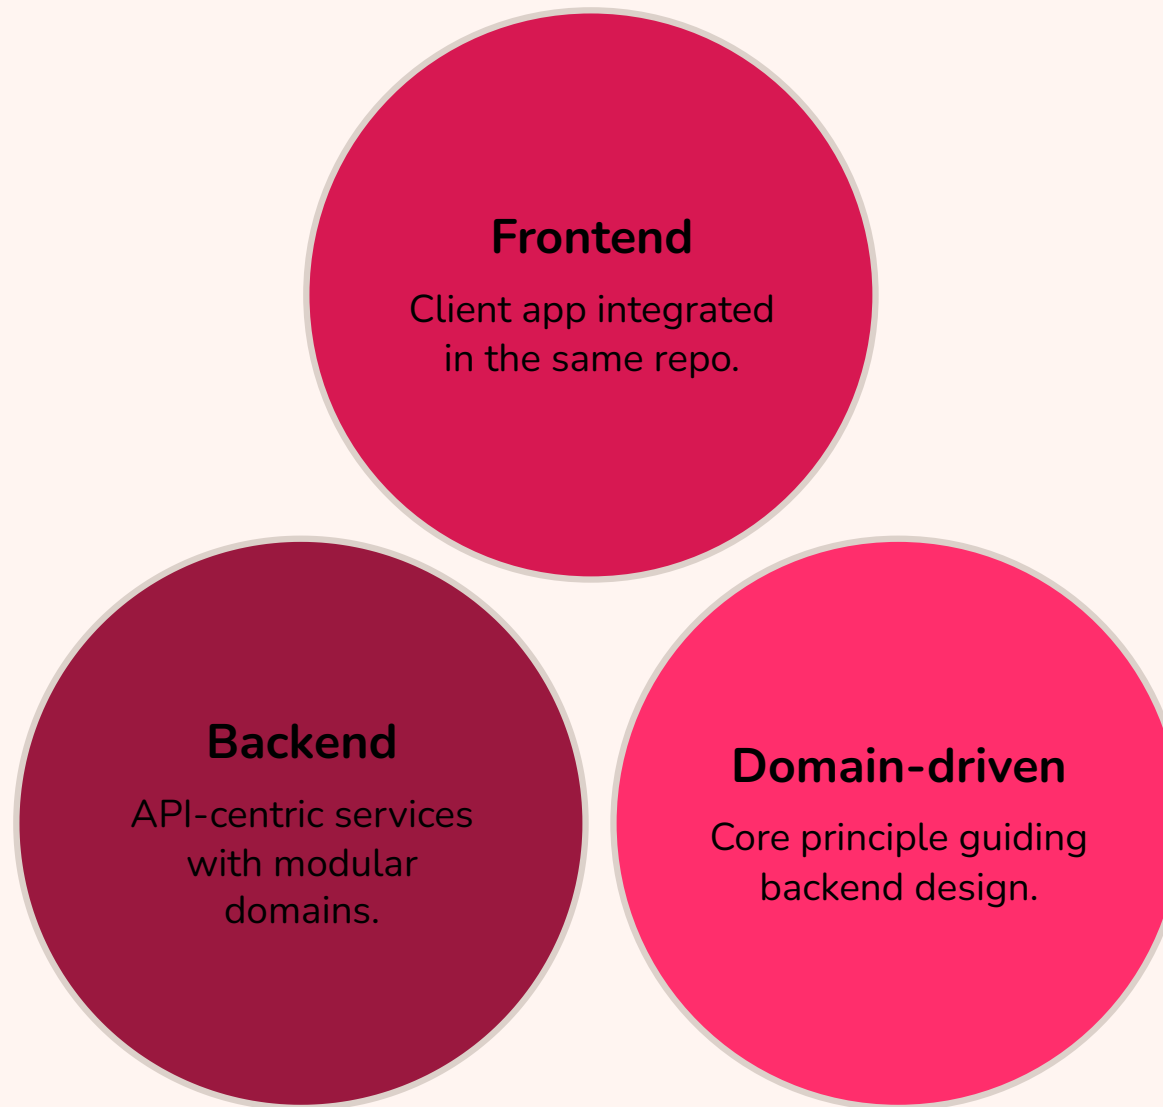 Frontend
Client app integrated
in the same repo.
Backend
API-centric services
with modular
domains.
Domain-driven
Core principle guiding
backend design.